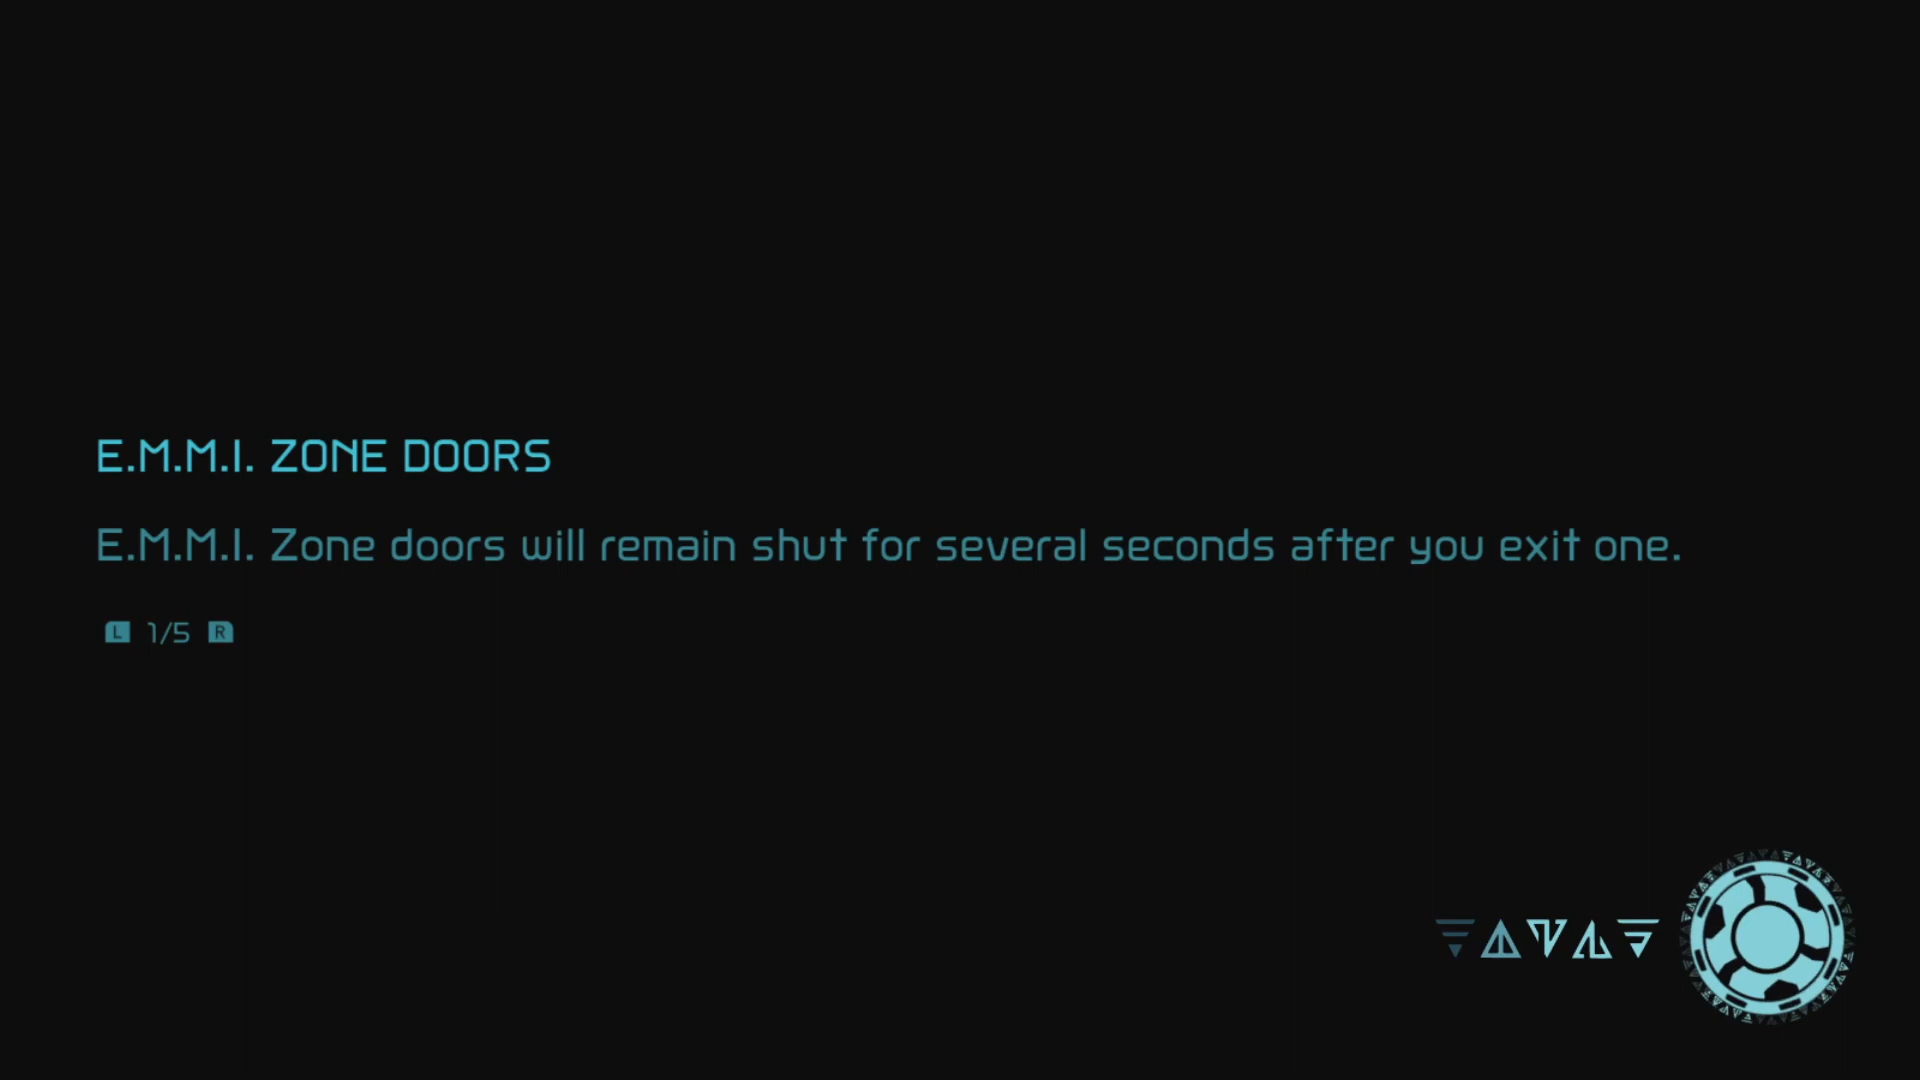 E.M.M.I. ZONE DOORS
E.M.M.I. Zone doors will remain shut for several seconds after you exit one.
L 1/5 R